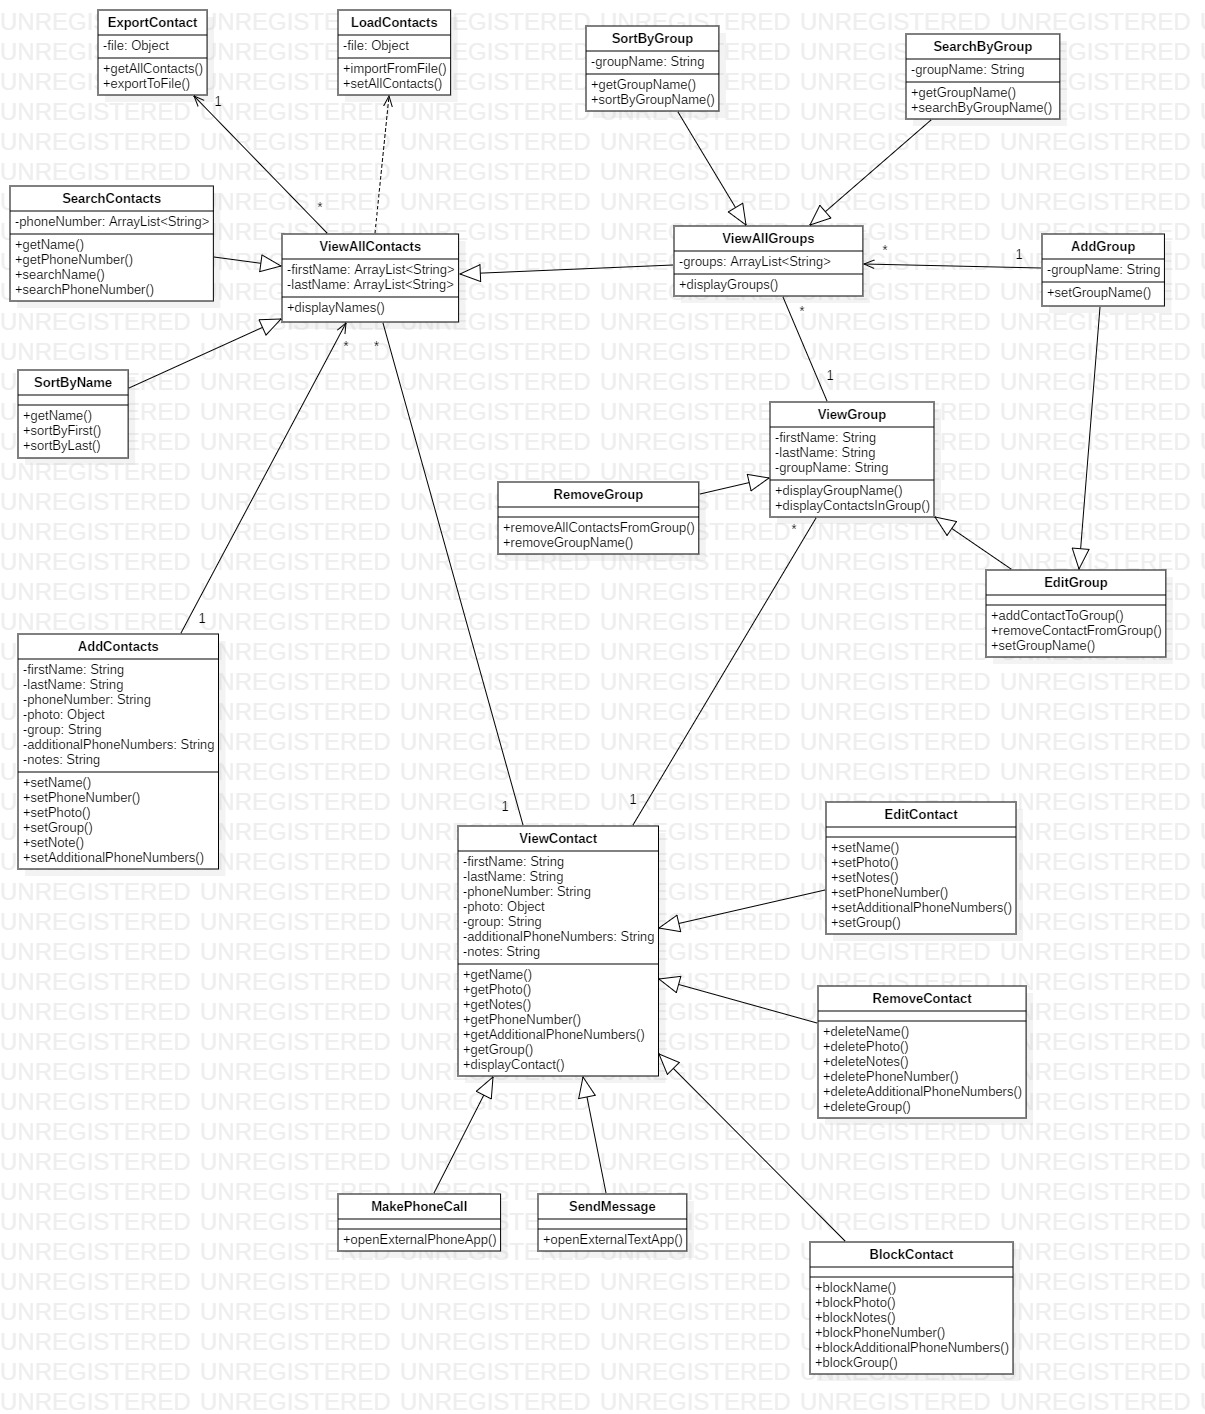 ExportContact
-file: Object
+getAllContacts()
+exportToFile()
LoadContacts
-file: Object
+importFromFile()
+setAllContacts()
SortByGroup
-groupName: String
+getGroupName()
+sortByGroupName()
SearchByGroup
-groupName: String
+getGroupName()
+searchByGroupName()
1
*
SearchContacts
-phoneNumber: ArrayList<String>
+getName()
+getPhoneNumber()
+searchName()
+searchPhoneNumber()
ViewAllContacts
-firstName: ArrayList<String>
-lastName: ArrayList<String>
+displayNames()
ViewAllGroups
-groups: ArrayList<String>
+displayGroups()
*
1
AddGroup
-groupName: String
+setGroupName()
*
1
*
*
SortByName
+getName()
+sortByFirst()
+sortByLast()
ViewGroup
-firstName: String
-lastName: String
-groupName: String
+displayGroupName()
+displayContactsInGroup()
RemoveGroup
+removeAllContactsFromGroup()
+removeGroupName()
*
EditGroup
+addContactToGroup()
+removeContactFromGroup()
+setGroupName()
1
AddContacts
-firstName: String
-lastName: String
-phoneNumber: String
-photo: Object
-group: String
-additionalPhoneNumbers: String
-notes: String
+setName()
+setPhoneNumber()
+setPhoto()
+setGroup()
+setNote()
+setAdditionalPhoneNumbers()
1
1
ViewContact
-firstName: String
-lastName: String
-phoneNumber: String
-photo: Object
-group: String
-additionalPhoneNumbers: String
-notes: String
+getName()
+getPhoto()
+getNotes()
+getPhoneNumber()
+getAdditionalPhoneNumbers()
+getGroup()
+displayContact()
EditContact
+setName()
+setPhoto()
+setNotes()
+setPhoneNumber()
+setAdditionalPhoneNumbers()
+setGroup()
RemoveContact
+deleteName()
+deletePhoto()
+deleteNotes()
+deletePhoneNumber()
+deleteAdditionalPhoneNumbers()
+deleteGroup()
MakePhoneCall
+openExternalPhoneApp()
SendMessage
+openExternalTextApp()
BlockContact
+blockName()
+blockPhoto()
+blockNotes()
+blockPhoneNumber()
+blockAdditionalPhoneNumbers()
+blockGroup()
UNREGISTERED